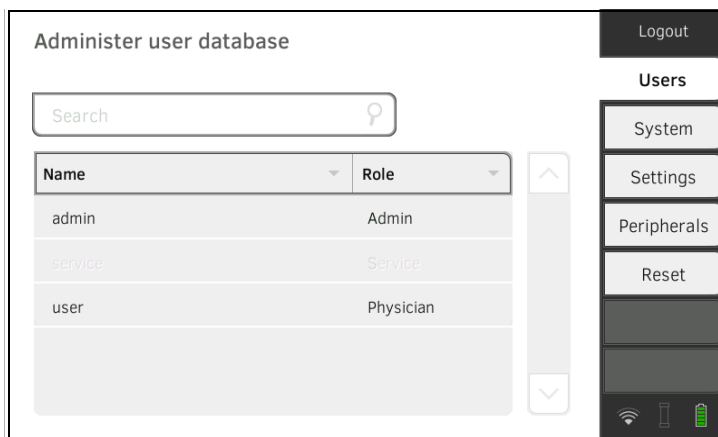 Administer user database
Search
Name Role
admin Admin
service Service
user Physician
Logout
Users
System
Settings
Peripherals
Reset